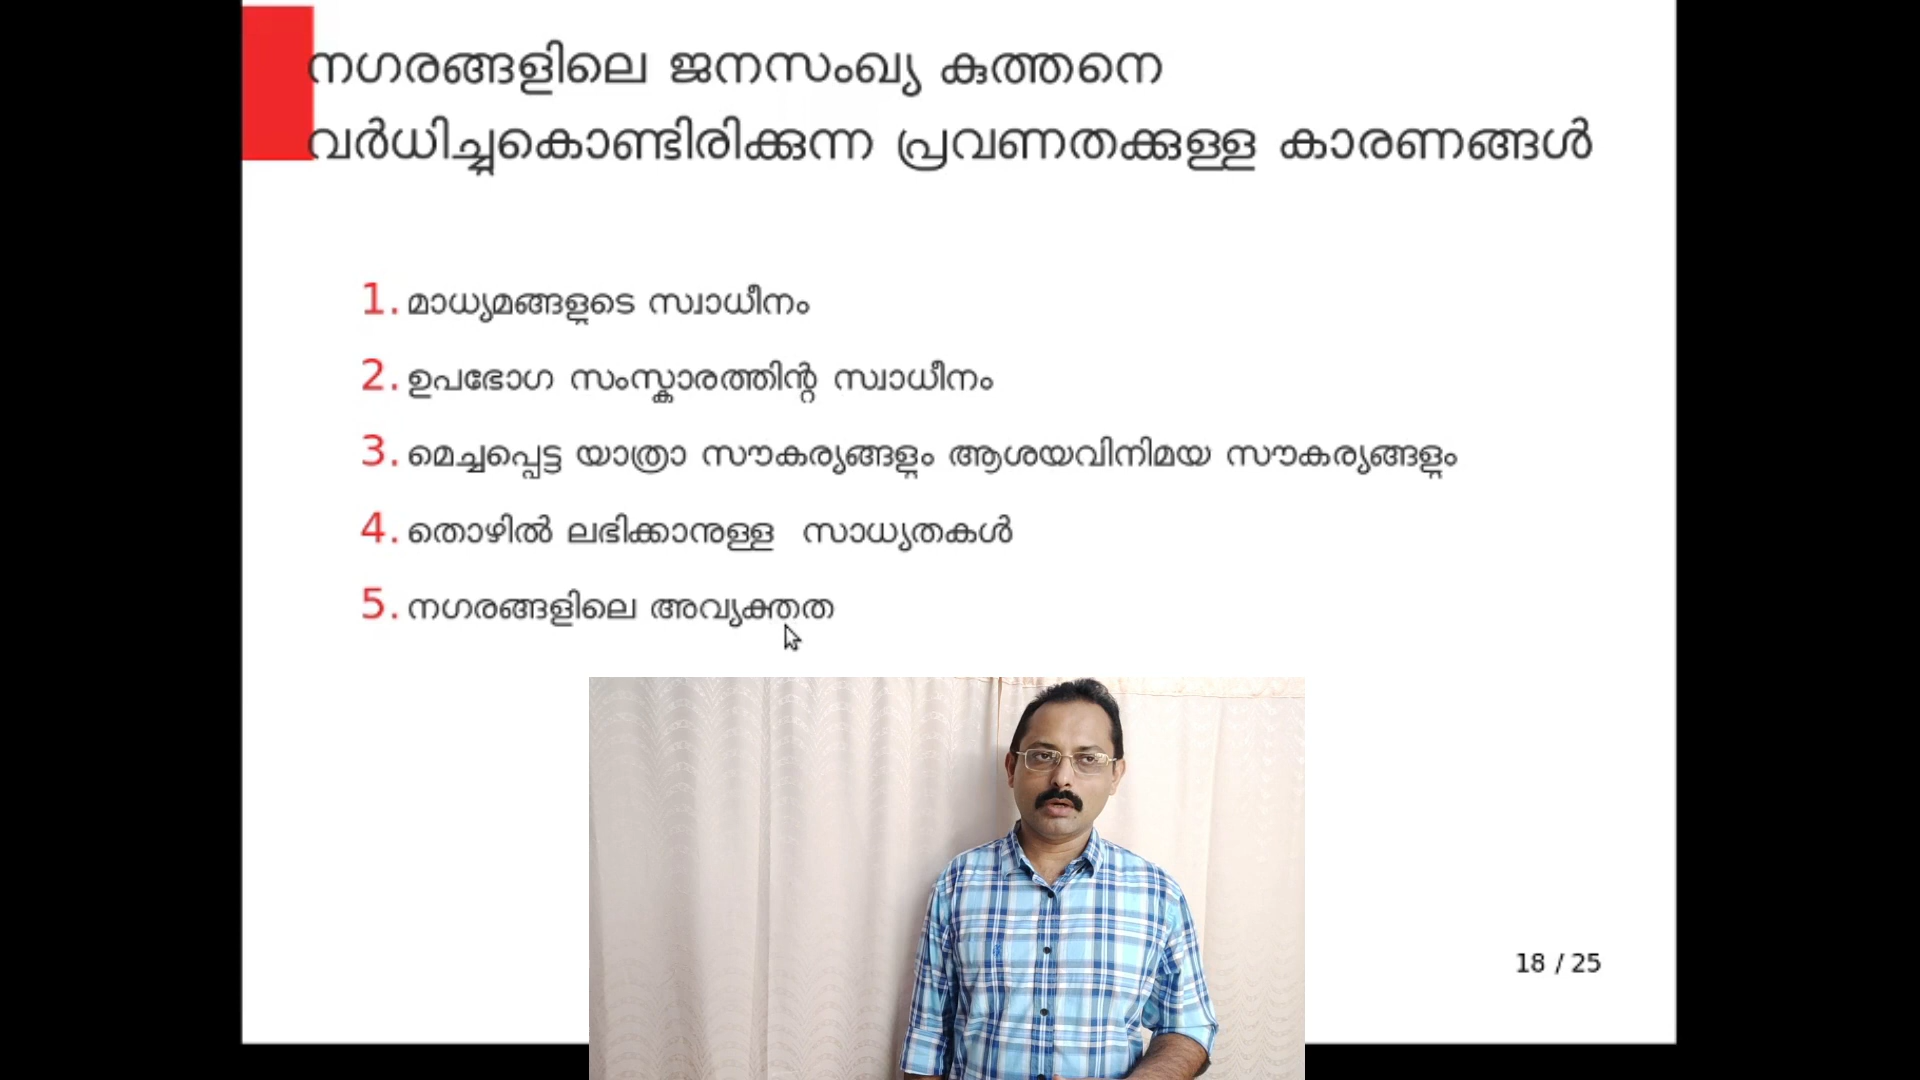 നഗരങ്ങളിലെ ജനസംഖ്യ കുത്തനെ
വർധിച്ചുകൊണ്ടിരിക്കുന്ന പ്രവണതക്കുള്ള കാരണങ്ങൾ
1. മാധ്യമങ്ങളുടെ സ്വാധീനം
2. ഉപഭോഗ സംസ്കാരത്തിന്റ സ്വാധീനം
3. മെച്ചപ്പെട്ട യാത്രാ സൗകര്യങ്ങളും ആശയവിനിമയ സൗകര്യങ്ങളും
4. തൊഴിൽ ലഭിക്കാനുള്ള സാധ്യതകൾ
5. നഗരങ്ങളിലെ അവ്യക്തത
18 / 25